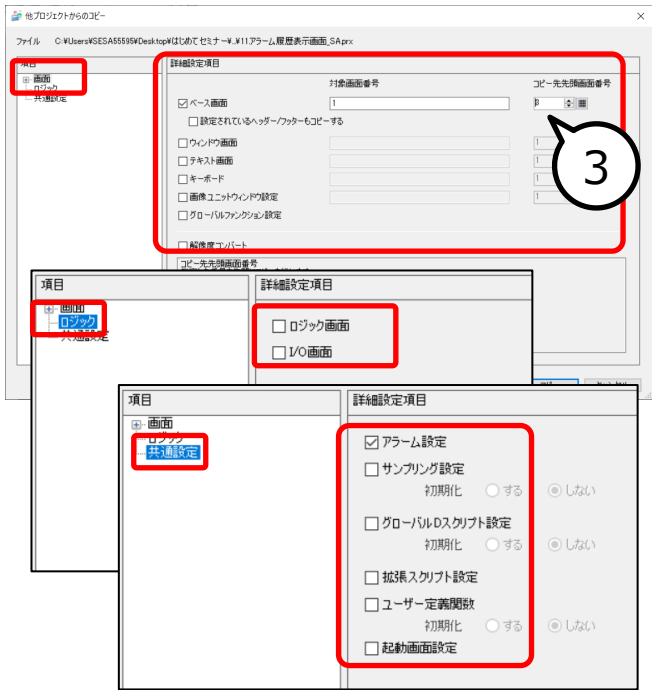 他プロジェクトからのコピー
ファイル C:¥Users¥SESA55595¥Desktop¥はじめてセミナー¥..¥11アラーム履歴表示画面_SA.prx
項目 詳細設定項目
画面
ロジック
共通設定
対象画面番号 コピー先先頭画面番号
ベース画面 1
設定されているヘッダー/フッターもコピーする
ウィンドウ画面 1
テキスト画面 1
キーボード 1
画像ユニットウィンドウ設定 1
グローバルファンクション設定
解像度コンバート
コピー先先頭画面番号
3
項目 詳細設定項目
画面
ロジック
共通設定
ロジック画面
I/O画面
項目 詳細設定項目
画面
ロジック
共通設定
アラーム設定
サンプリング設定
初期化 する しない
グローバルDスクリプト設定
初期化 する しない
拡張スクリプト設定
ユーザー定義関数
初期化 する しない
起動画面設定